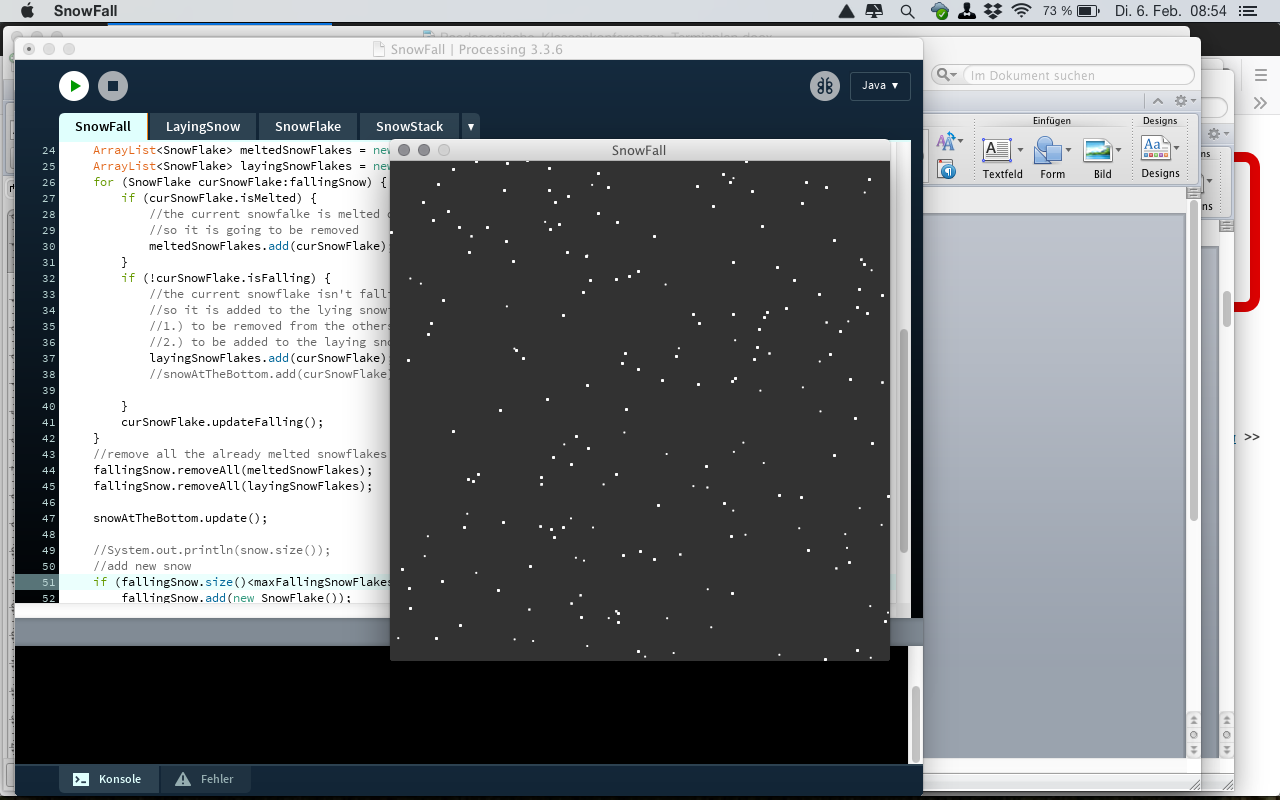 SnowFall
73 %
Di. 6. Feb. 08:54
SnowFall | Processing 3.3.6
Java ▾
SnowFall
LayingSnow
SnowFlake
SnowStack
▾
24 ArrayList<SnowFlake> meltedSnowFlakes = new
25 ArrayList<SnowFlake> layingSnowFlakes = new
26 for (SnowFlake curSnowFlake:fallingSnow) {
27 if (curSnowFlake.isMelted) {
28 //the current snowfalke is melted
29 //so it is going to be removed
30 meltedSnowFlakes.add(curSnowFlake)
31 }
32 if (!curSnowFlake.isFalling) {
33 //the current snowflake isn't fall
34 //so it is added to the lying snow
35 //1.) to be removed from the others
36 //2.) to be added to the laying sno
37 layingSnowFlakes.add(curSnowFlake)
38 //snowAtTheBottom.add(curSnowFlake)
39
40 }
41 curSnowFlake.updateFalling();
42 }
43 //remove all the already melted snowflakes
44 fallingSnow.removeAll(meltedSnowFlakes);
45 fallingSnow.removeAll(layingSnowFlakes);
46
47 snowAtTheBottom.update();
48
49 //System.out.println(snow.size());
50 //add new snow
51 if (fallingSnow.size()<maxFallingSnowFlakes
52 fallingSnow.add(new SnowFlake());
SnowFall
Konsole
Fehler
Im Dokument suchen
Einfügen
Designs
Textfeld
Form
Bild
Designs
ns
ns
>>